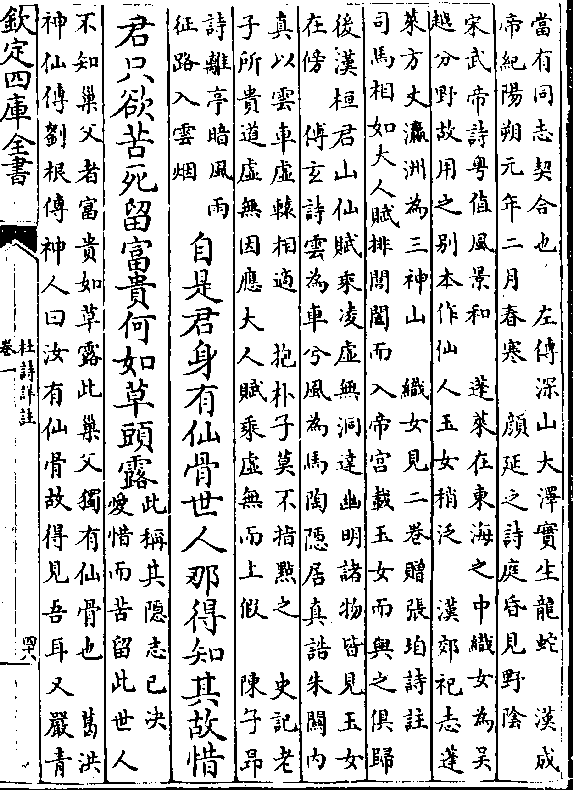 當有同志契合也　左傳深山大澤實生龍蛇　漢成
帝紀陽朔元年二月春寒　顔延之詩庭昏見野陰
宋武帝詩粤值風景和　蓬萊在東海之中織女為吳
越分野故用之别本作仙人玉女稍泛　漢郊祀志蓬
萊方丈瀛洲為三神山　織女見二卷贈張垍詩註
司馬相如大人賦排閶闔而入帝宫載玉女而與之俱歸
後漢桓君山仙賦乘凌虚無洞達幽明諸物皆見玉女
在傍　傅玄詩雲為車兮風為馬陶隱居真誥朱闕内
真以雲車虚轅相適　抱朴子莫不指點之　史記老
子所貴道虚無因應大人賦乘虚無而上假　陳子昻
詩離亭暗風雨
征路入雲烟
自是君身有仙骨世人那得知其故惜
君只欲苦死留富貴何如草頭露
此稱其隱志已决
愛惜而苦留此世人
不知巢父者富貴如草露此巢父獨有仙骨也　葛洪
神仙傳劉根傳神人曰汝有仙骨故得見吾耳又嚴青
欽定四庫全書
杜詩詳註
卷一